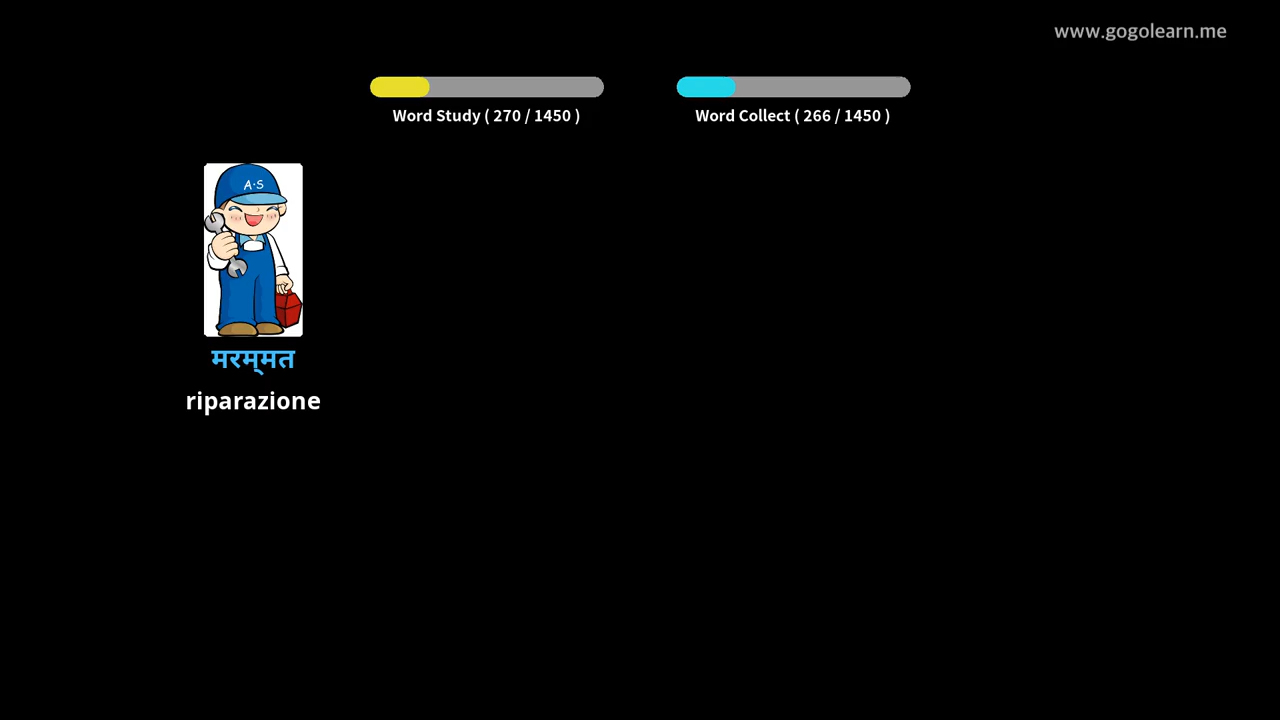 www.gogolearn.me
Word Study ( 270 / 1450 )
Word Collect ( 266 / 1450 )
A·S
मरम्मत
riparazione